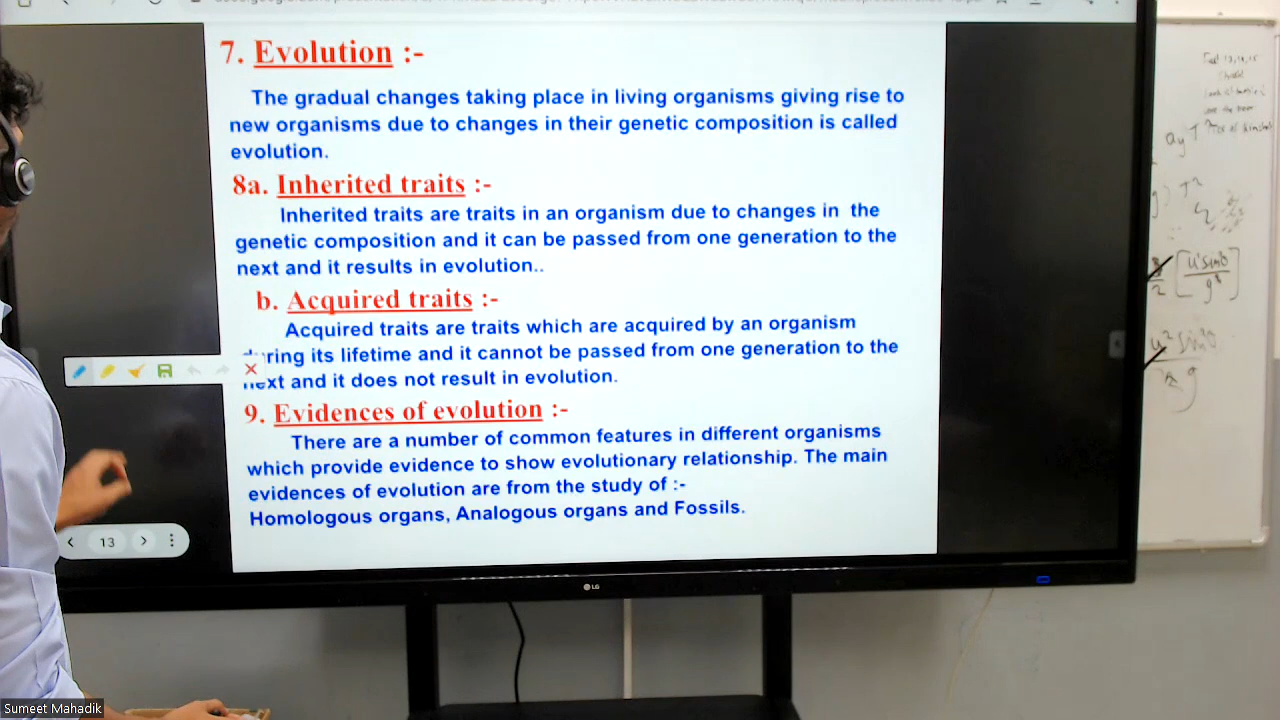 7. Evolution :-
The gradual changes taking place in living organisms giving rise to
new organisms due to changes in their genetic composition is called
evolution.
8a. Inherited traits :-
Inherited traits are traits in an organism due to changes in the
genetic composition and it can be passed from one generation to the
next and it results in evolution..
b. Acquired traits :-
Acquired traits are traits which are acquired by an organism
during its lifetime and it cannot be passed from one generation to the
next and it does not result in evolution.
9. Evidences of evolution :-
There are a number of common features in different organisms
which provide evidence to show evolutionary relationship. The main
evidences of evolution are from the study of :-
Homologous organs, Analogous organs and Fossils.
13
LG
Sumeet Mahadik